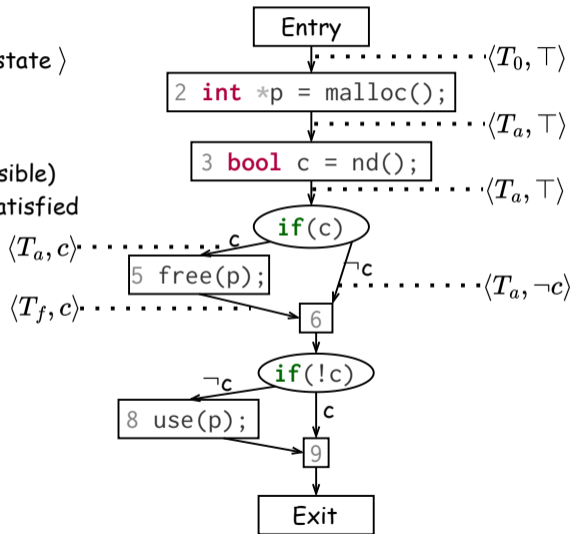 Entry
state ⟩
⟨T₀, ⊤⟩
2 int *p = malloc();
⟨Tₐ, ⊤⟩
3 bool c = nd();
sible)
⟨Tₐ, ⊤⟩
atisfied
if(c)
⟨Tₐ, c⟩
c
¬c
5 free(p);
⟨Tₐ, ¬c⟩
⟨T_f, c⟩
6
if(!c)
¬c
c
8 use(p);
9
Exit